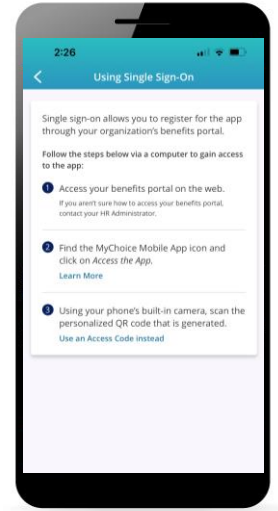 2:26
Using Single Sign-On
Single sign-on allows you to register for the app
through your organization's benefits portal.
Follow the steps below via a computer to gain access
to the app:
1 Access your benefits portal on the web.
If you aren't sure how to access your benefits portal,
contact your HR Administrator.
2 Find the MyChoice Mobile App icon and
click on Access the App.
Learn More
3 Using your phone's built-in camera, scan the
personalized QR code that is generated.
Use an Access Code instead